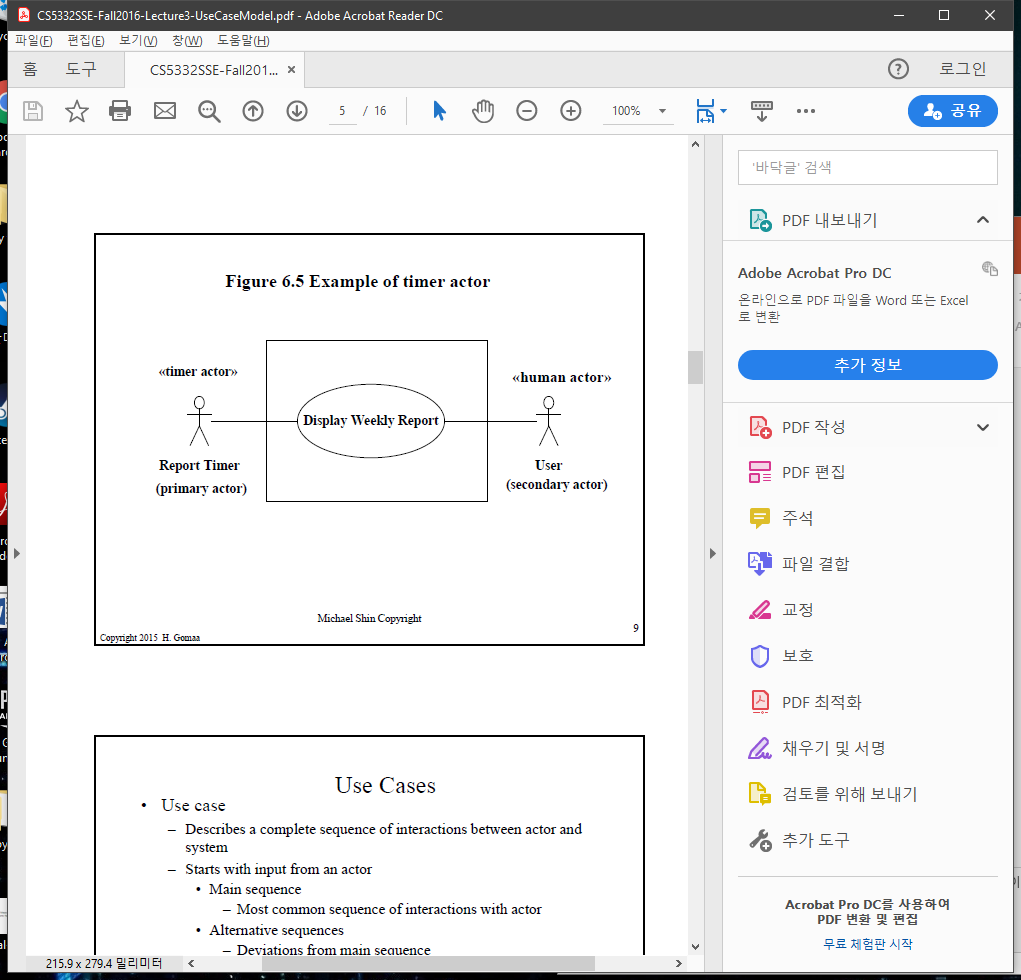 CS5332SSE-Fall2016-Lecture3-UseCaseModel.pdf - Adobe Acrobat Reader DC
파일(F) 편집(E) 보기(V) 창(W) 도움말(H)
홈 도구 CS5332SSE-Fall201... × 로그인
5 / 16 100% 공유
'바닥글' 검색
PDF 내보내기
Adobe Acrobat Pro DC
온라인으로 PDF 파일을 Word 또는 Excel
로 변환
추가 정보
PDF 작성
PDF 편집
주석
파일 결합
교정
보호
PDF 최적화
채우기 및 서명
검토를 위해 보내기
추가 도구
Acrobat Pro DC를 사용하여
PDF 변환 및 편집
무료 체험판 시작
Figure 6.5 Example of timer actor
«timer actor»
«human actor»
Display Weekly Report
Report Timer
(primary actor)
User
(secondary actor)
Michael Shin Copyright
9
Copyright 2015 H. Gomaa
Use Cases
• Use case
– Describes a complete sequence of interactions between actor and
system
– Starts with input from an actor
• Main sequence
– Most common sequence of interactions with actor
• Alternative sequences
– Deviations from main sequence
215.9 x 279.4 밀리미터